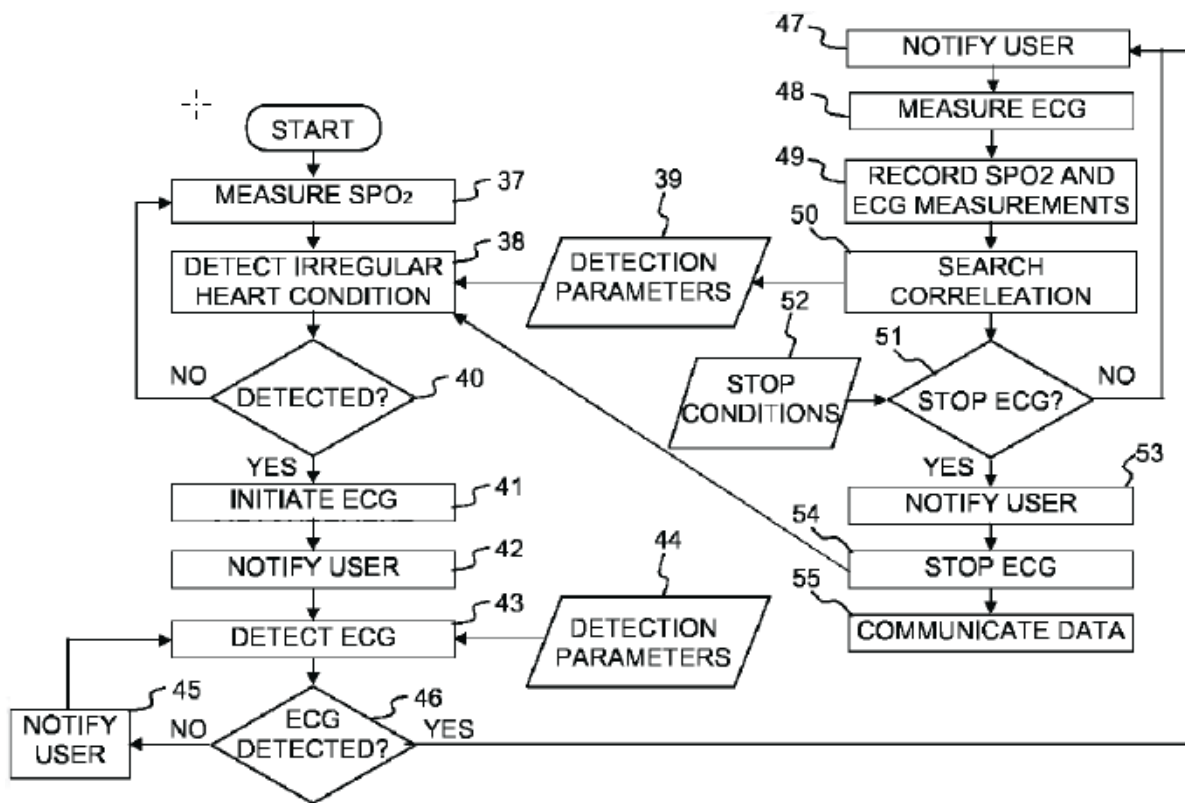 START
MEASURE SPO2
37
DETECT IRREGULAR
HEART CONDITION
38
39
DETECTION
PARAMETERS
DETECTED?
40
NO
YES
INITIATE ECG
41
NOTIFY USER
42
DETECT ECG
43
44
DETECTION
PARAMETERS
45
NOTIFY
USER
NO
ECG
DETECTED?
46
YES
47
NOTIFY USER
48
MEASURE ECG
49
RECORD SPO2 AND
ECG MEASUREMENTS
50
SEARCH
CORRELEATION
52
STOP
CONDITIONS
51
STOP ECG?
NO
YES
53
NOTIFY USER
54
STOP ECG
55
COMMUNICATE DATA